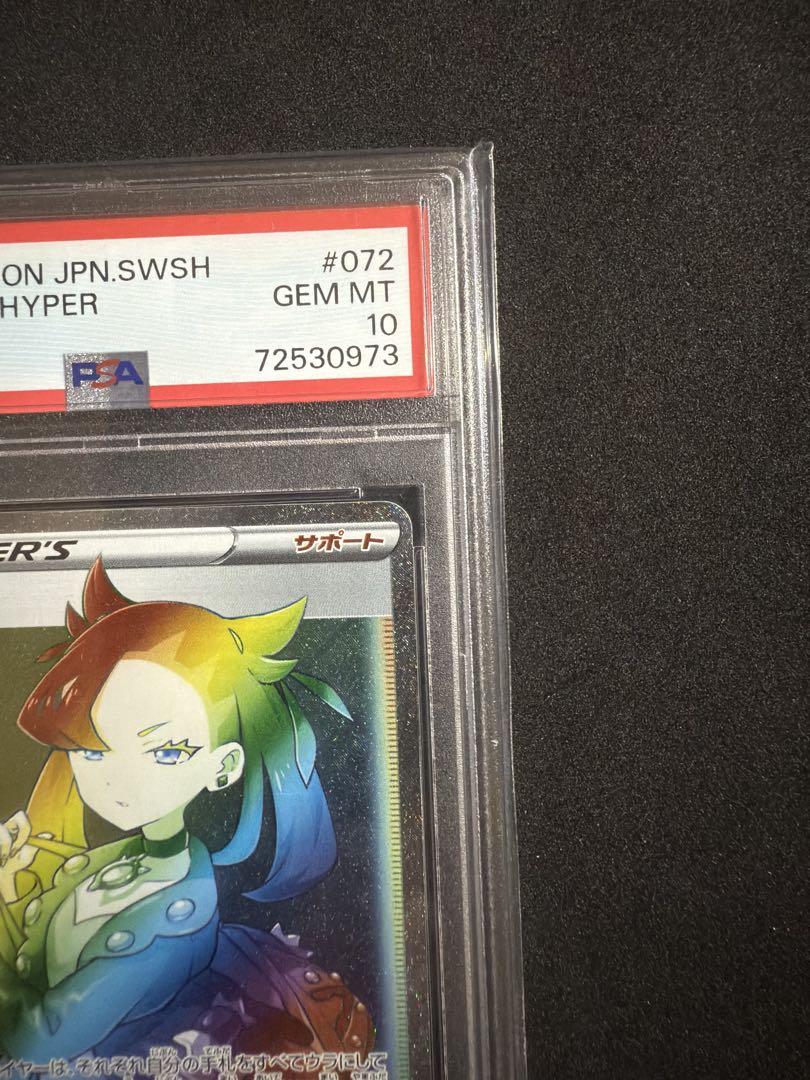 ON JPN.SWSH #072
HYPER GEM MT
10
PSA 72530973
ER'S サポート
イヤーは、それぞれ自分の手札をすべてウラにして